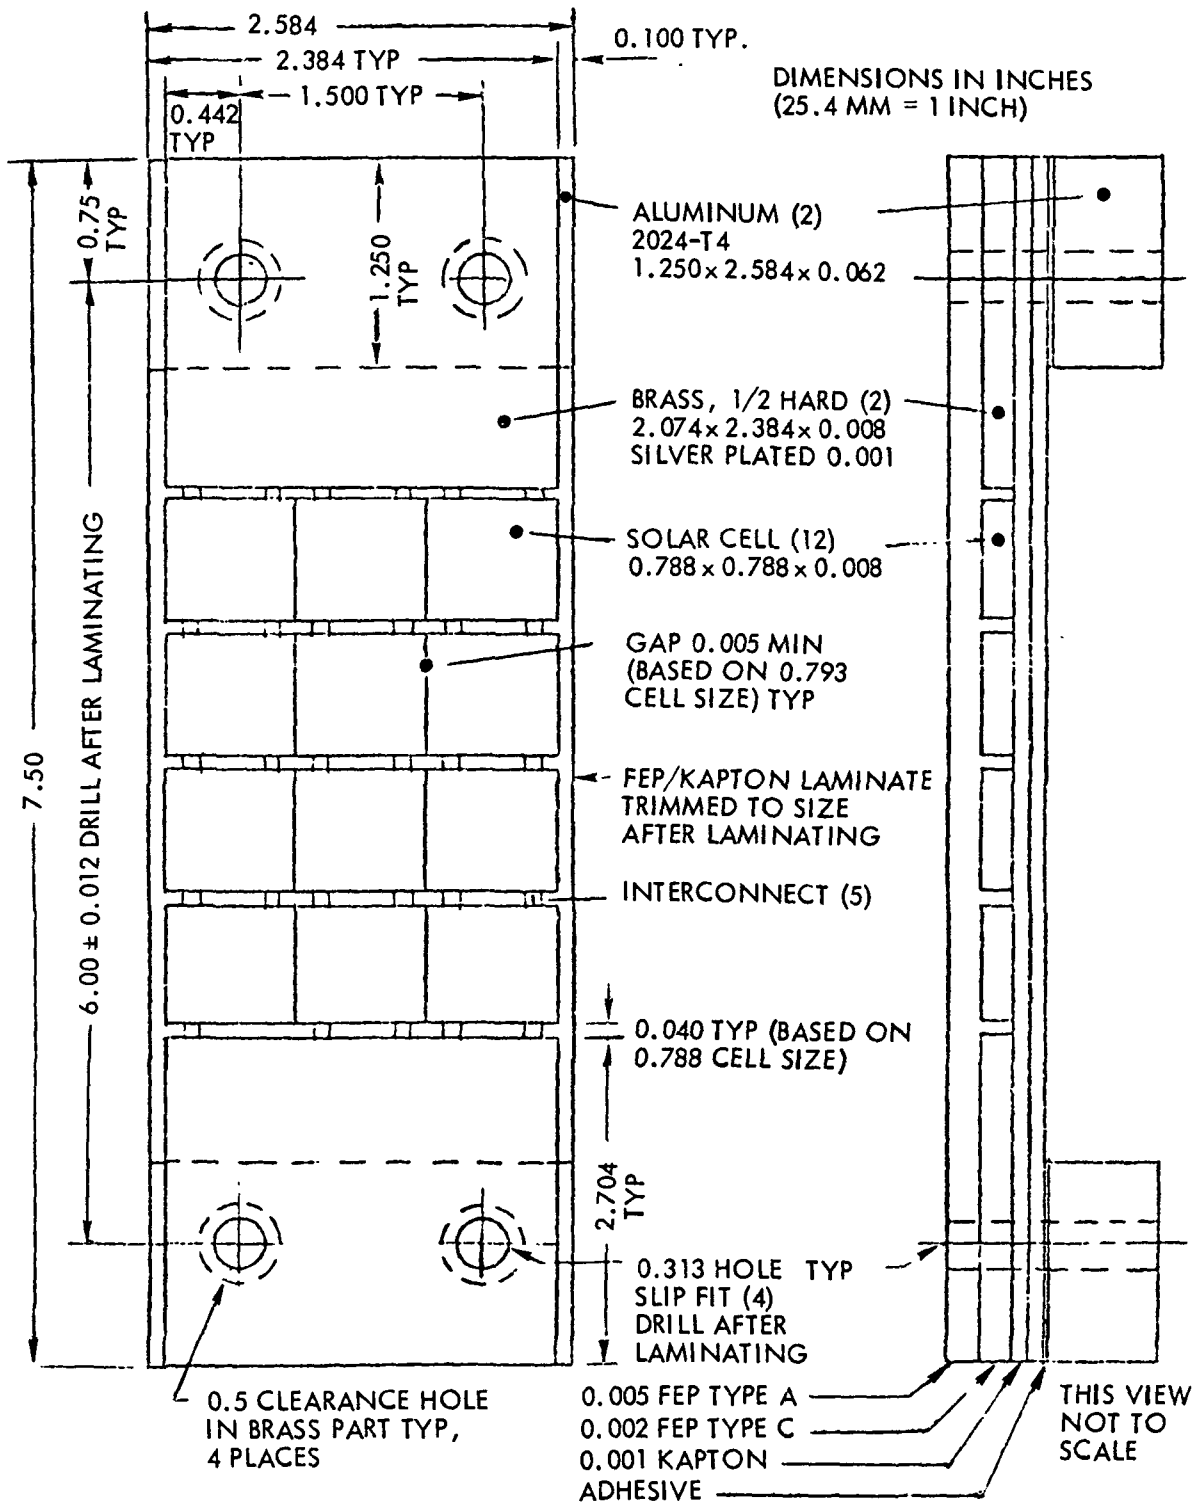 2.584
2.384 TYP
0.100 TYP.
1.500 TYP
0.442
TYP
DIMENSIONS IN INCHES
(25.4 MM = 1 INCH)
0.75
TYP
1.250
TYP
ALUMINUM (2)
2024-T4
1.250 x 2.584 x 0.062
BRASS, 1/2 HARD (2)
2.074 x 2.384 x 0.008
SILVER PLATED 0.001
SOLAR CELL (12)
0.788 x 0.788 x 0.008
GAP 0.005 MIN
(BASED ON 0.793
CELL SIZE) TYP
7.50
6.00 ± 0.012 DRILL AFTER LAMINATING
FEP/KAPTON LAMINATE
TRIMMED TO SIZE
AFTER LAMINATING
INTERCONNECT (5)
0.040 TYP (BASED ON
0.788 CELL SIZE)
2.704
TYP
0.313 HOLE TYP
SLIP FIT (4)
DRILL AFTER
LAMINATING
0.5 CLEARANCE HOLE
IN BRASS PART TYP,
4 PLACES
0.005 FEP TYPE A
0.002 FEP TYPE C
0.001 KAPTON
ADHESIVE
THIS VIEW
NOT TO
SCALE